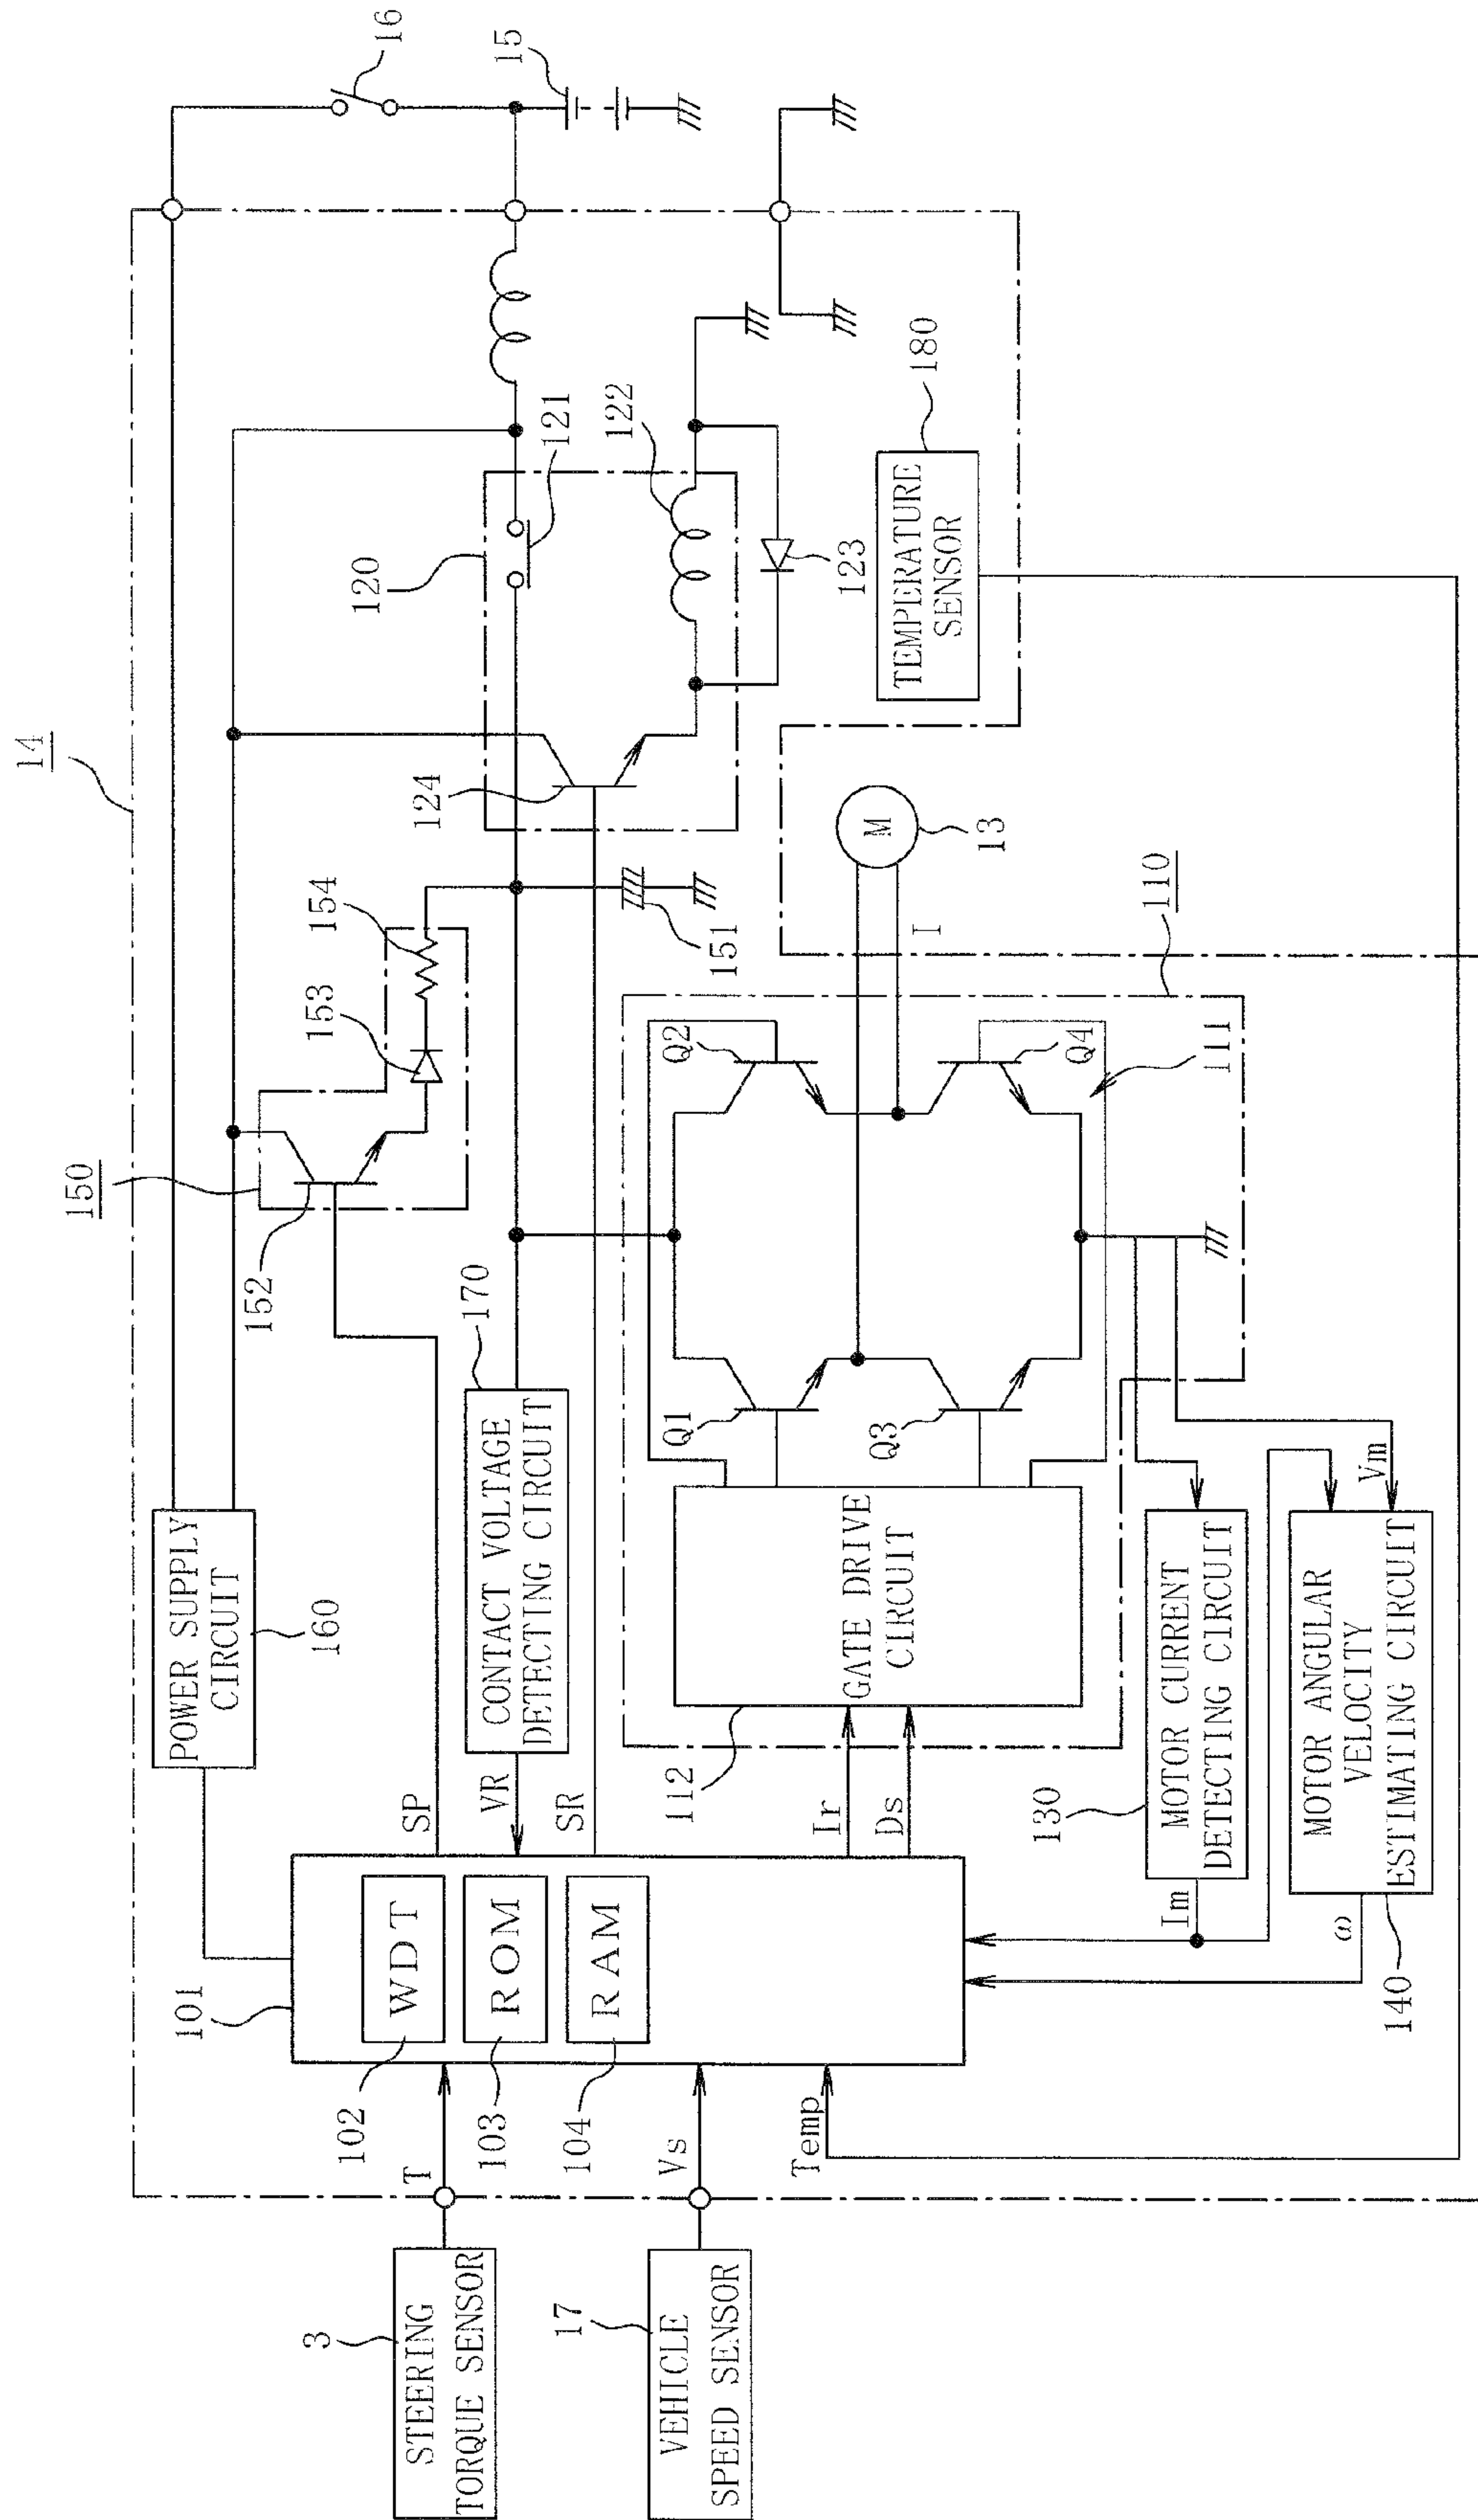 14
16
15
150
160
POWER SUPPLY
CIRCUIT
152
153
154
120
121
122
123
124
151
101
WDT
ROM
RAM
102
103
104
SP
VR
SR
170
CONTACT VOLTAGE
DETECTING CIRCUIT
3
STEERING
TORQUE SENSOR
T
17
VEHICLE
SPEED SENSOR
Vs
Temp
Ir
Ds
112
GATE DRIVE
CIRCUIT
Q1
Q2
Q3
Q4
111
110
M
13
I
180
TEMPERATURE
SENSOR
130
MOTOR CURRENT
DETECTING CIRCUIT
Im
140
MOTOR ANGULAR
VELOCITY
ESTIMATING CIRCUIT
ω
Vm